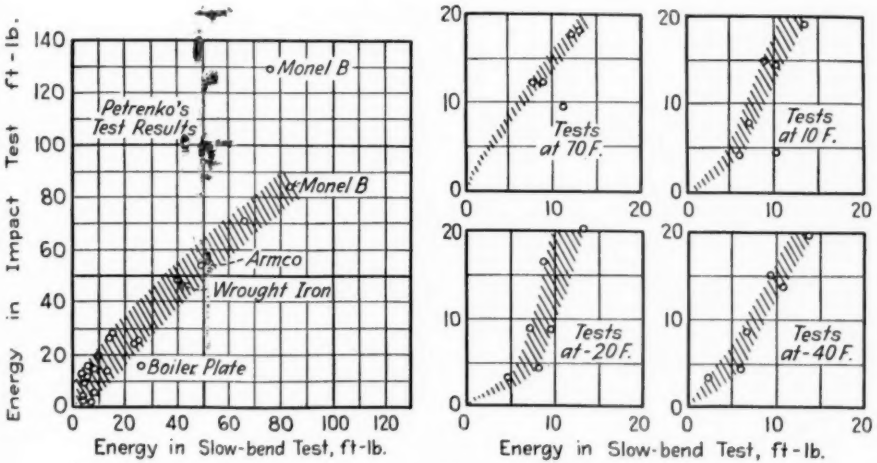 Energy in Impact Test ft-lb.
140
120
100
80
60
40
20
0
Monel B
Petrenko's
Test Results
Monel B
Armco
Wrought Iron
Boiler Plate
0 20 40 60 80 100 120
Energy in Slow-bend Test, ft-lb.
20
10
0
Tests
at 70 F.
0 10 20
20
10
0
Tests
at 10 F.
0 10 20
20
10
0
Tests
at -20 F.
0 10 20
20
10
0
Tests
at -40 F.
0 10 20
Energy in Slow-bend Test, ft-lb.